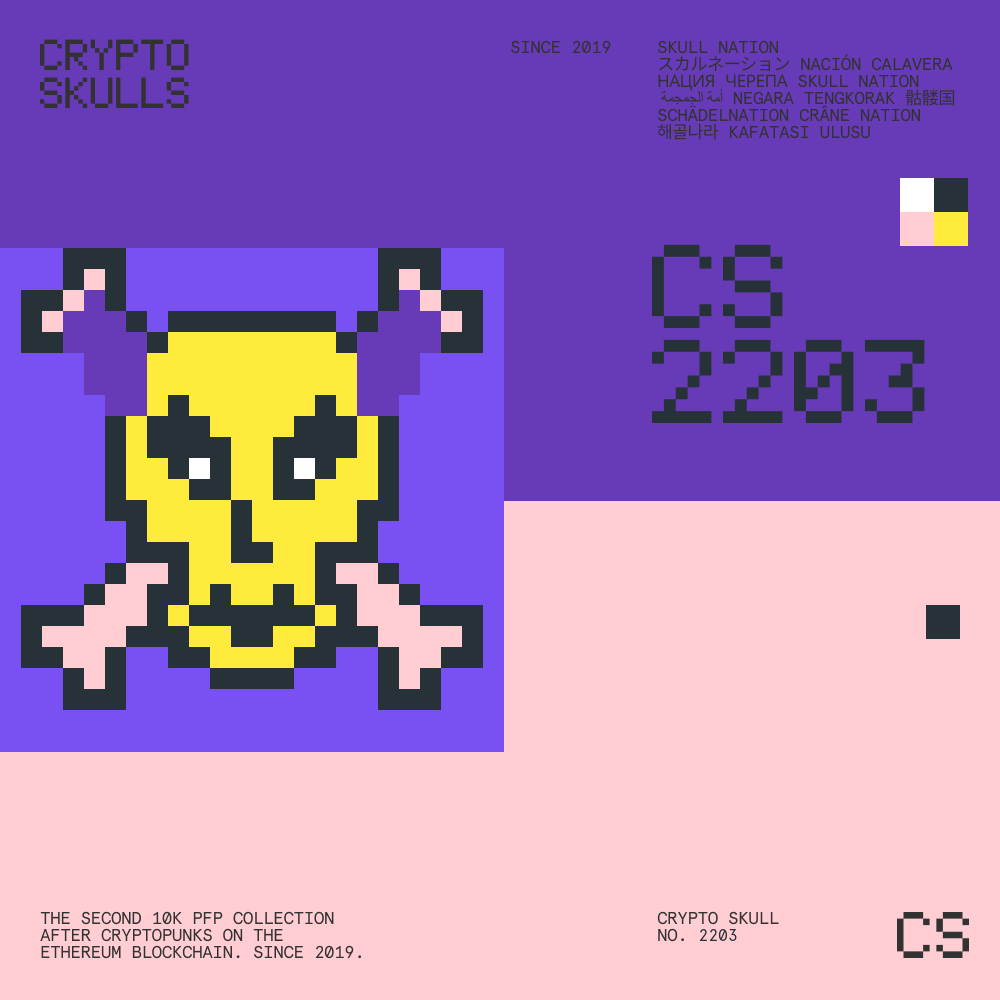 CRYPTO
SKULLS
SINCE 2019
SKULL NATION
スカルネーション NACIÓN CALAVERA
НАЦИЯ ЧЕРЕПА SKULL NATION
أمة الجمجمة NEGARA TENGKORAK 骷髅国
SCHÄDELNATION CRÂNE NATION
해골나라 KAFATASI ULUSU
CS
2203
THE SECOND 10K PFP COLLECTION
AFTER CRYPTOPUNKS ON THE
ETHEREUM BLOCKCHAIN. SINCE 2019.
CRYPTO SKULL
NO. 2203
CS